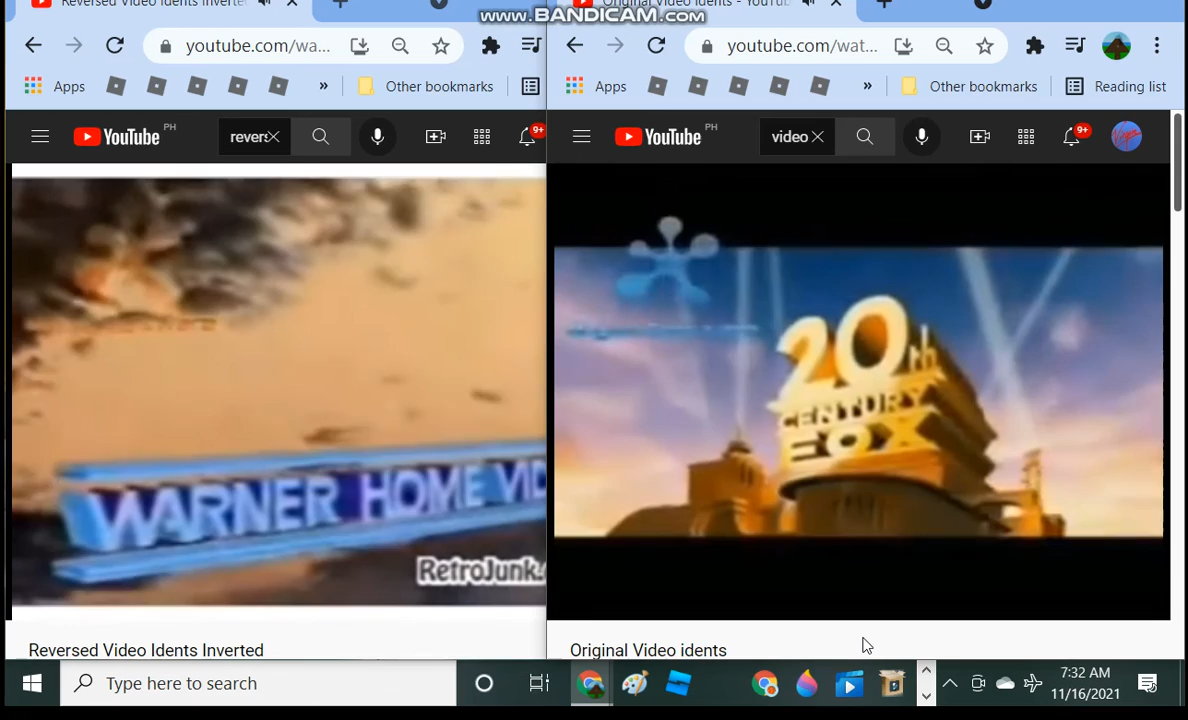 Reversed Video Idents Inverte
www.BANDICAM.com
Original Video Idents - YouTu
youtube.com/wa...
youtube.com/wat...
Apps
»
Other bookmarks
Apps
»
Other bookmarks
Reading list
YouTube PH
revers
9+
YouTube PH
video
9+
WARNER HOME VID
RetroJunk.
20th
CENTURY
FOX
Reversed Video Idents Inverted
Original Video idents
Type here to search
7:32 AM
11/16/2021